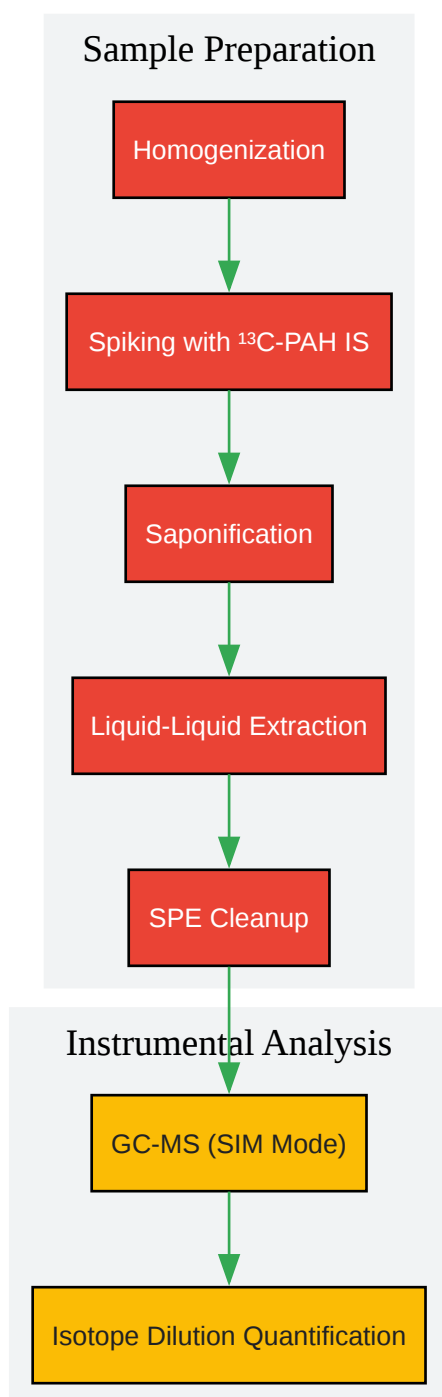 Sample Preparation
Homogenization
Spiking with ¹³C-PAH IS
Saponification
Liquid-Liquid Extraction
SPE Cleanup
Instrumental Analysis
GC-MS (SIM Mode)
Isotope Dilution Quantification